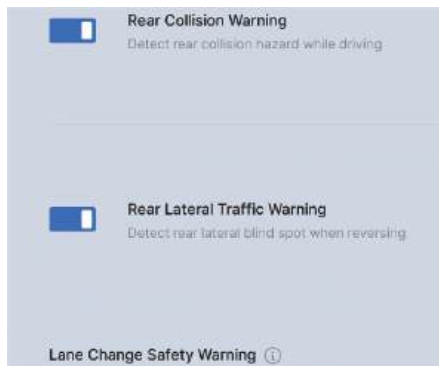 Rear Collision Warning
Detect rear collision hazard while driving
Rear Lateral Traffic Warning
Detect rear lateral blind spot when reversing
Lane Change Safety Warning